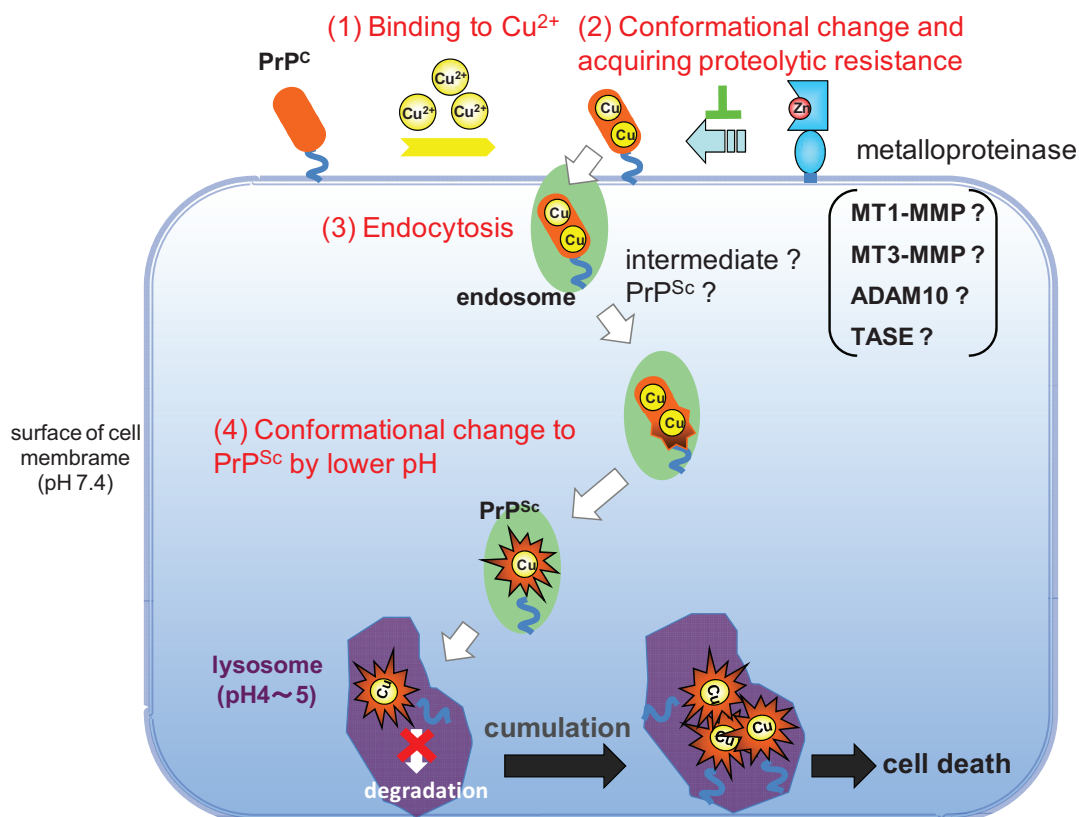 (1) Binding to Cu²⁺
(2) Conformational change and
acquiring proteolytic resistance
PrPᶜ
Cu²⁺
Cu²⁺
Cu²⁺
Cu
Cu
Zn
metalloproteinase
MT1-MMP ?
MT3-MMP ?
ADAM10 ?
TASE ?
(3) Endocytosis
Cu
Cu
endosome
intermediate ?
PrPˢᶜ ?
Cu
Cu
surface of cell
membrame
(pH 7.4)
(4) Conformational change to
PrPˢᶜ by lower pH
PrPˢᶜ
Cu
lysosome
(pH4～5)
Cu
degradation
cumulation
Cu
Cu
Cu
cell death